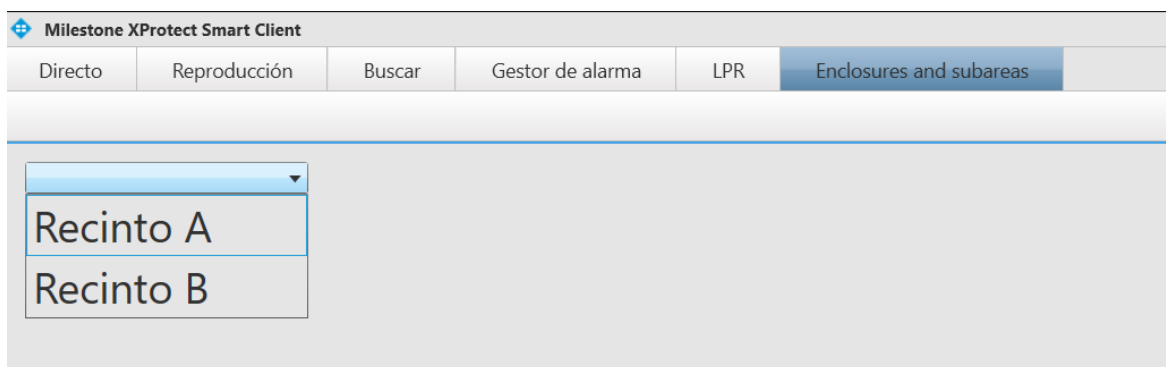 Milestone XProtect Smart Client
Directo Reproducción Buscar Gestor de alarma LPR Enclosures and subareas
Recinto A
Recinto B